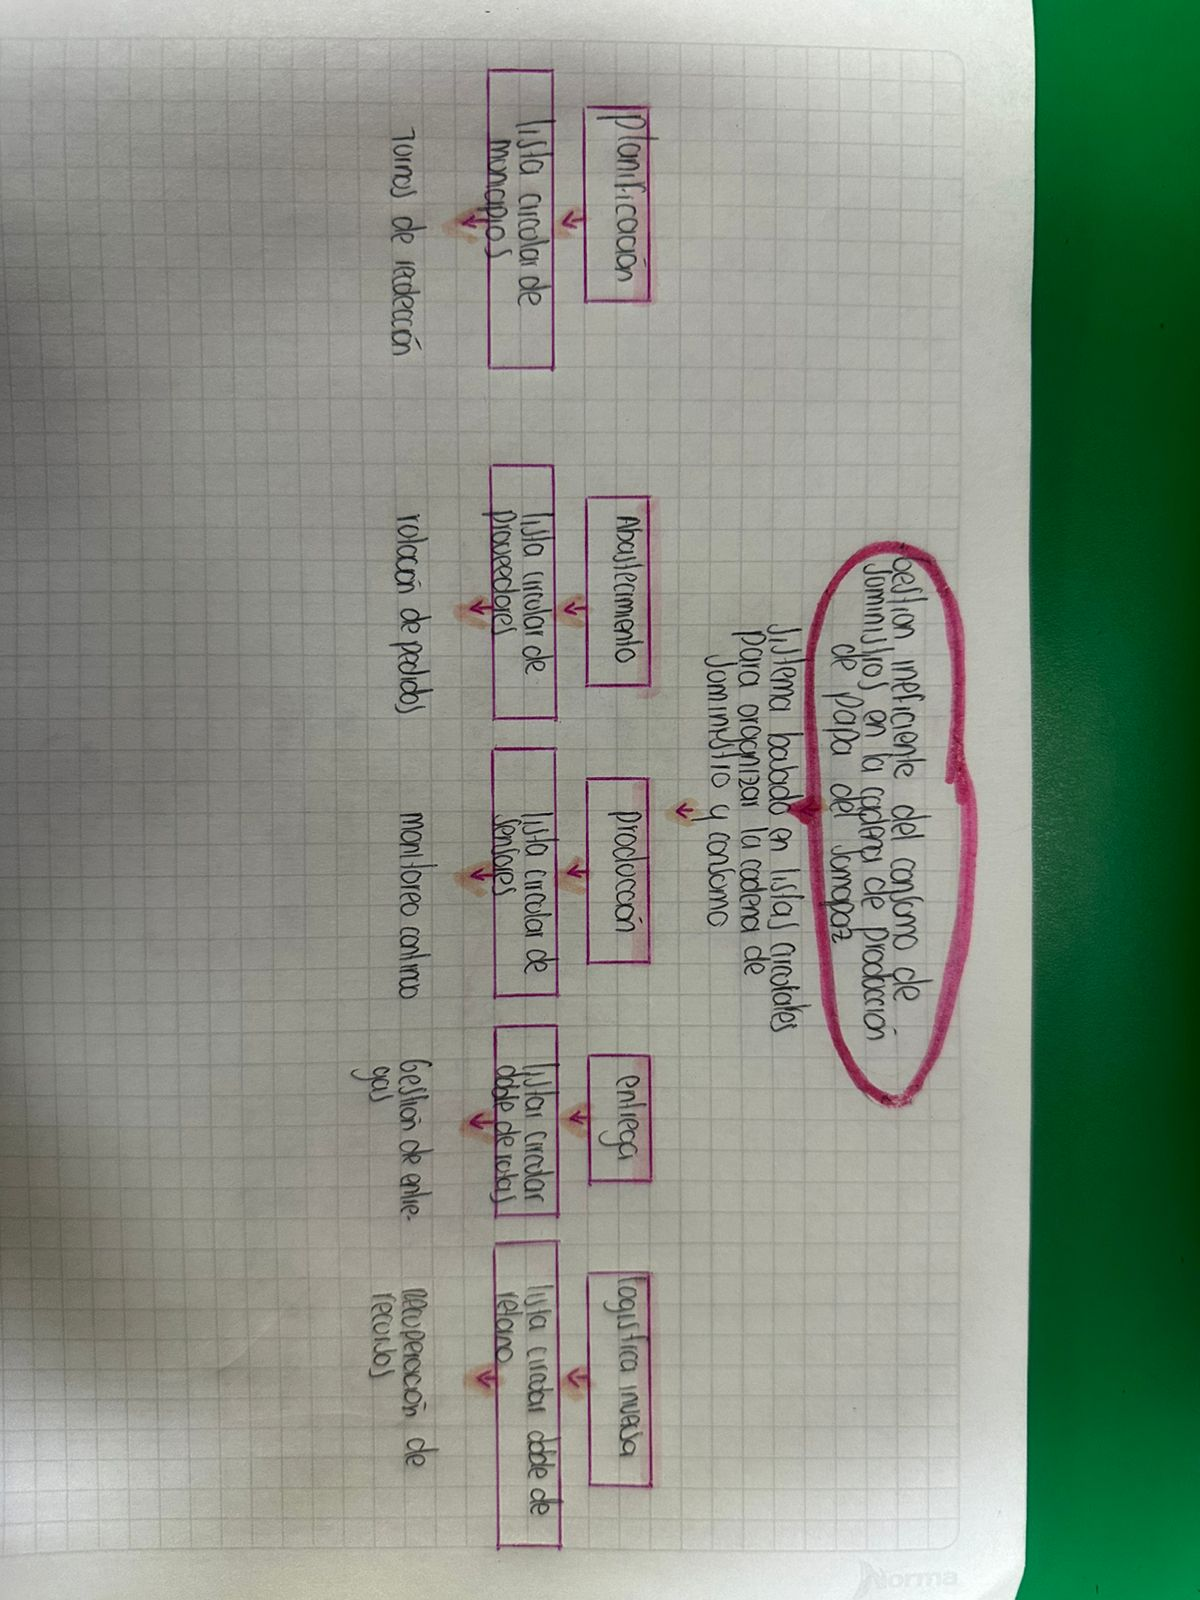 Gestion ineficiente del consumo de
suministros en la cadena de producción
de papa del sumapaz
sistema basado en listas circulares
para organizar la cadena de
suministro y consumo
planificación
lista circular de
municipios
Turnos de recolección
Abastecimiento
lista circular de
proveedores
rotación de pedidos
producción
lista circular de
sensores
monitoreo continuo
entrega
listar circular
doble de rutas
Gestión de entre-
gas
logistica inversa
lista circular doble de
retorno
recuperación de
recursos
Norma